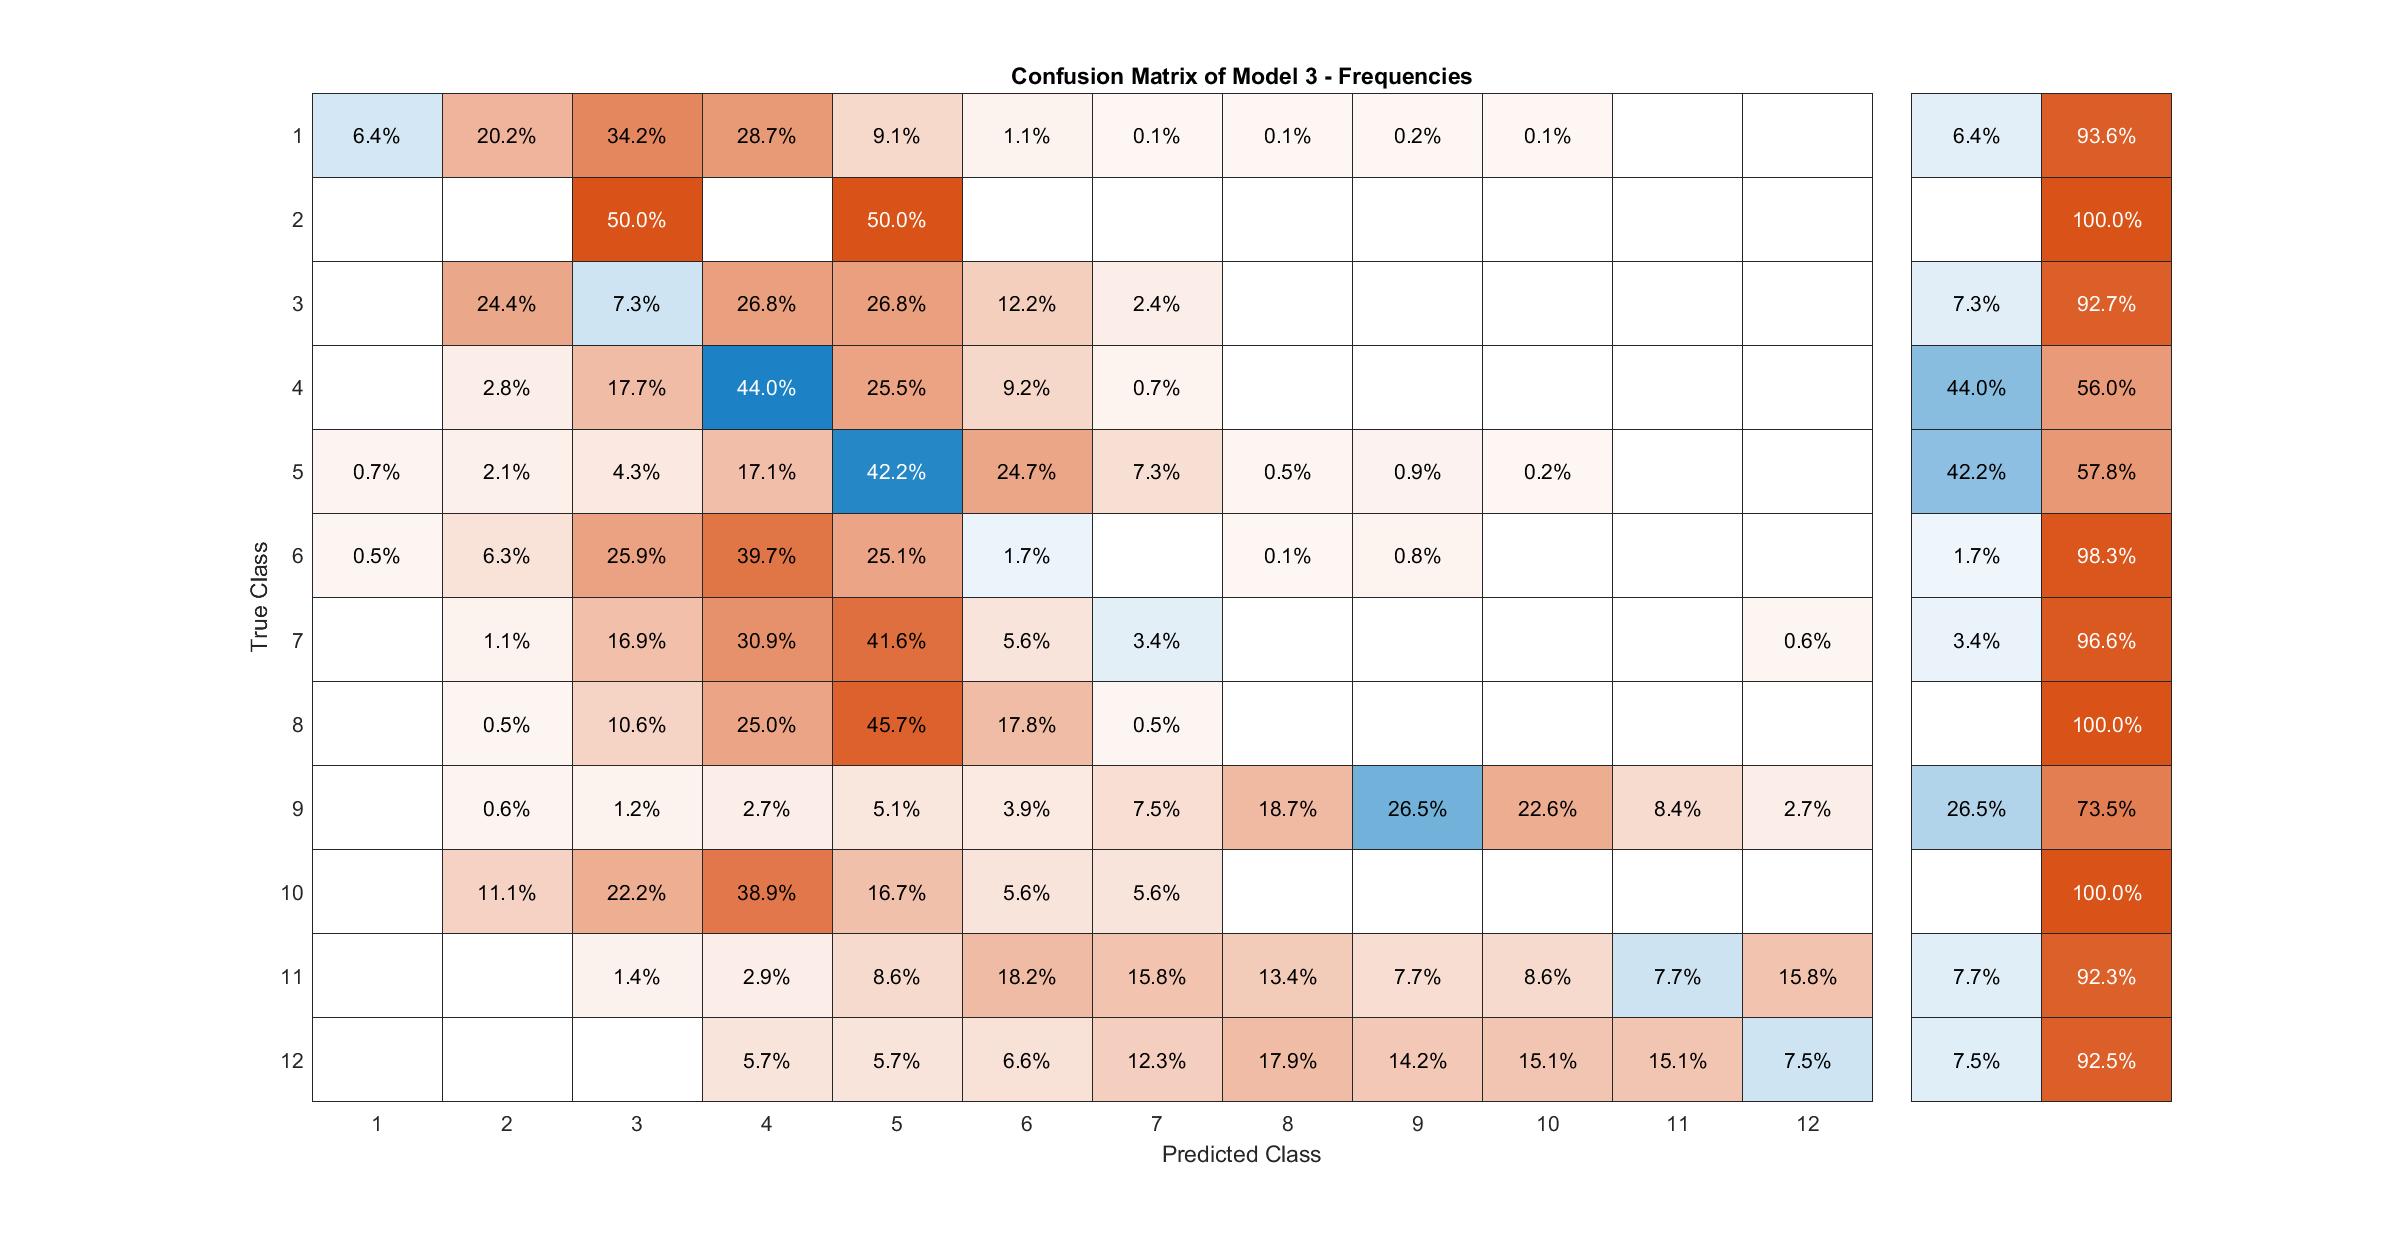 Confusion Matrix of Model 3 - Frequencies
1 6.4% 20.2% 34.2% 28.7% 9.1% 1.1% 0.1% 0.1% 0.2% 0.1% 6.4% 93.6%
2 50.0% 50.0% 100.0%
3 24.4% 7.3% 26.8% 26.8% 12.2% 2.4% 7.3% 92.7%
4 2.8% 17.7% 44.0% 25.5% 9.2% 0.7% 44.0% 56.0%
5 0.7% 2.1% 4.3% 17.1% 42.2% 24.7% 7.3% 0.5% 0.9% 0.2% 42.2% 57.8%
6 0.5% 6.3% 25.9% 39.7% 25.1% 1.7% 0.1% 0.8% 1.7% 98.3%
True Class
7 1.1% 16.9% 30.9% 41.6% 5.6% 3.4% 0.6% 3.4% 96.6%
8 0.5% 10.6% 25.0% 45.7% 17.8% 0.5% 100.0%
9 0.6% 1.2% 2.7% 5.1% 3.9% 7.5% 18.7% 26.5% 22.6% 8.4% 2.7% 26.5% 73.5%
10 11.1% 22.2% 38.9% 16.7% 5.6% 5.6% 100.0%
11 1.4% 2.9% 8.6% 18.2% 15.8% 13.4% 7.7% 8.6% 7.7% 15.8% 7.7% 92.3%
12 5.7% 5.7% 6.6% 12.3% 17.9% 14.2% 15.1% 15.1% 7.5% 7.5% 92.5%
1 2 3 4 5 6 7 8 9 10 11 12
Predicted Class